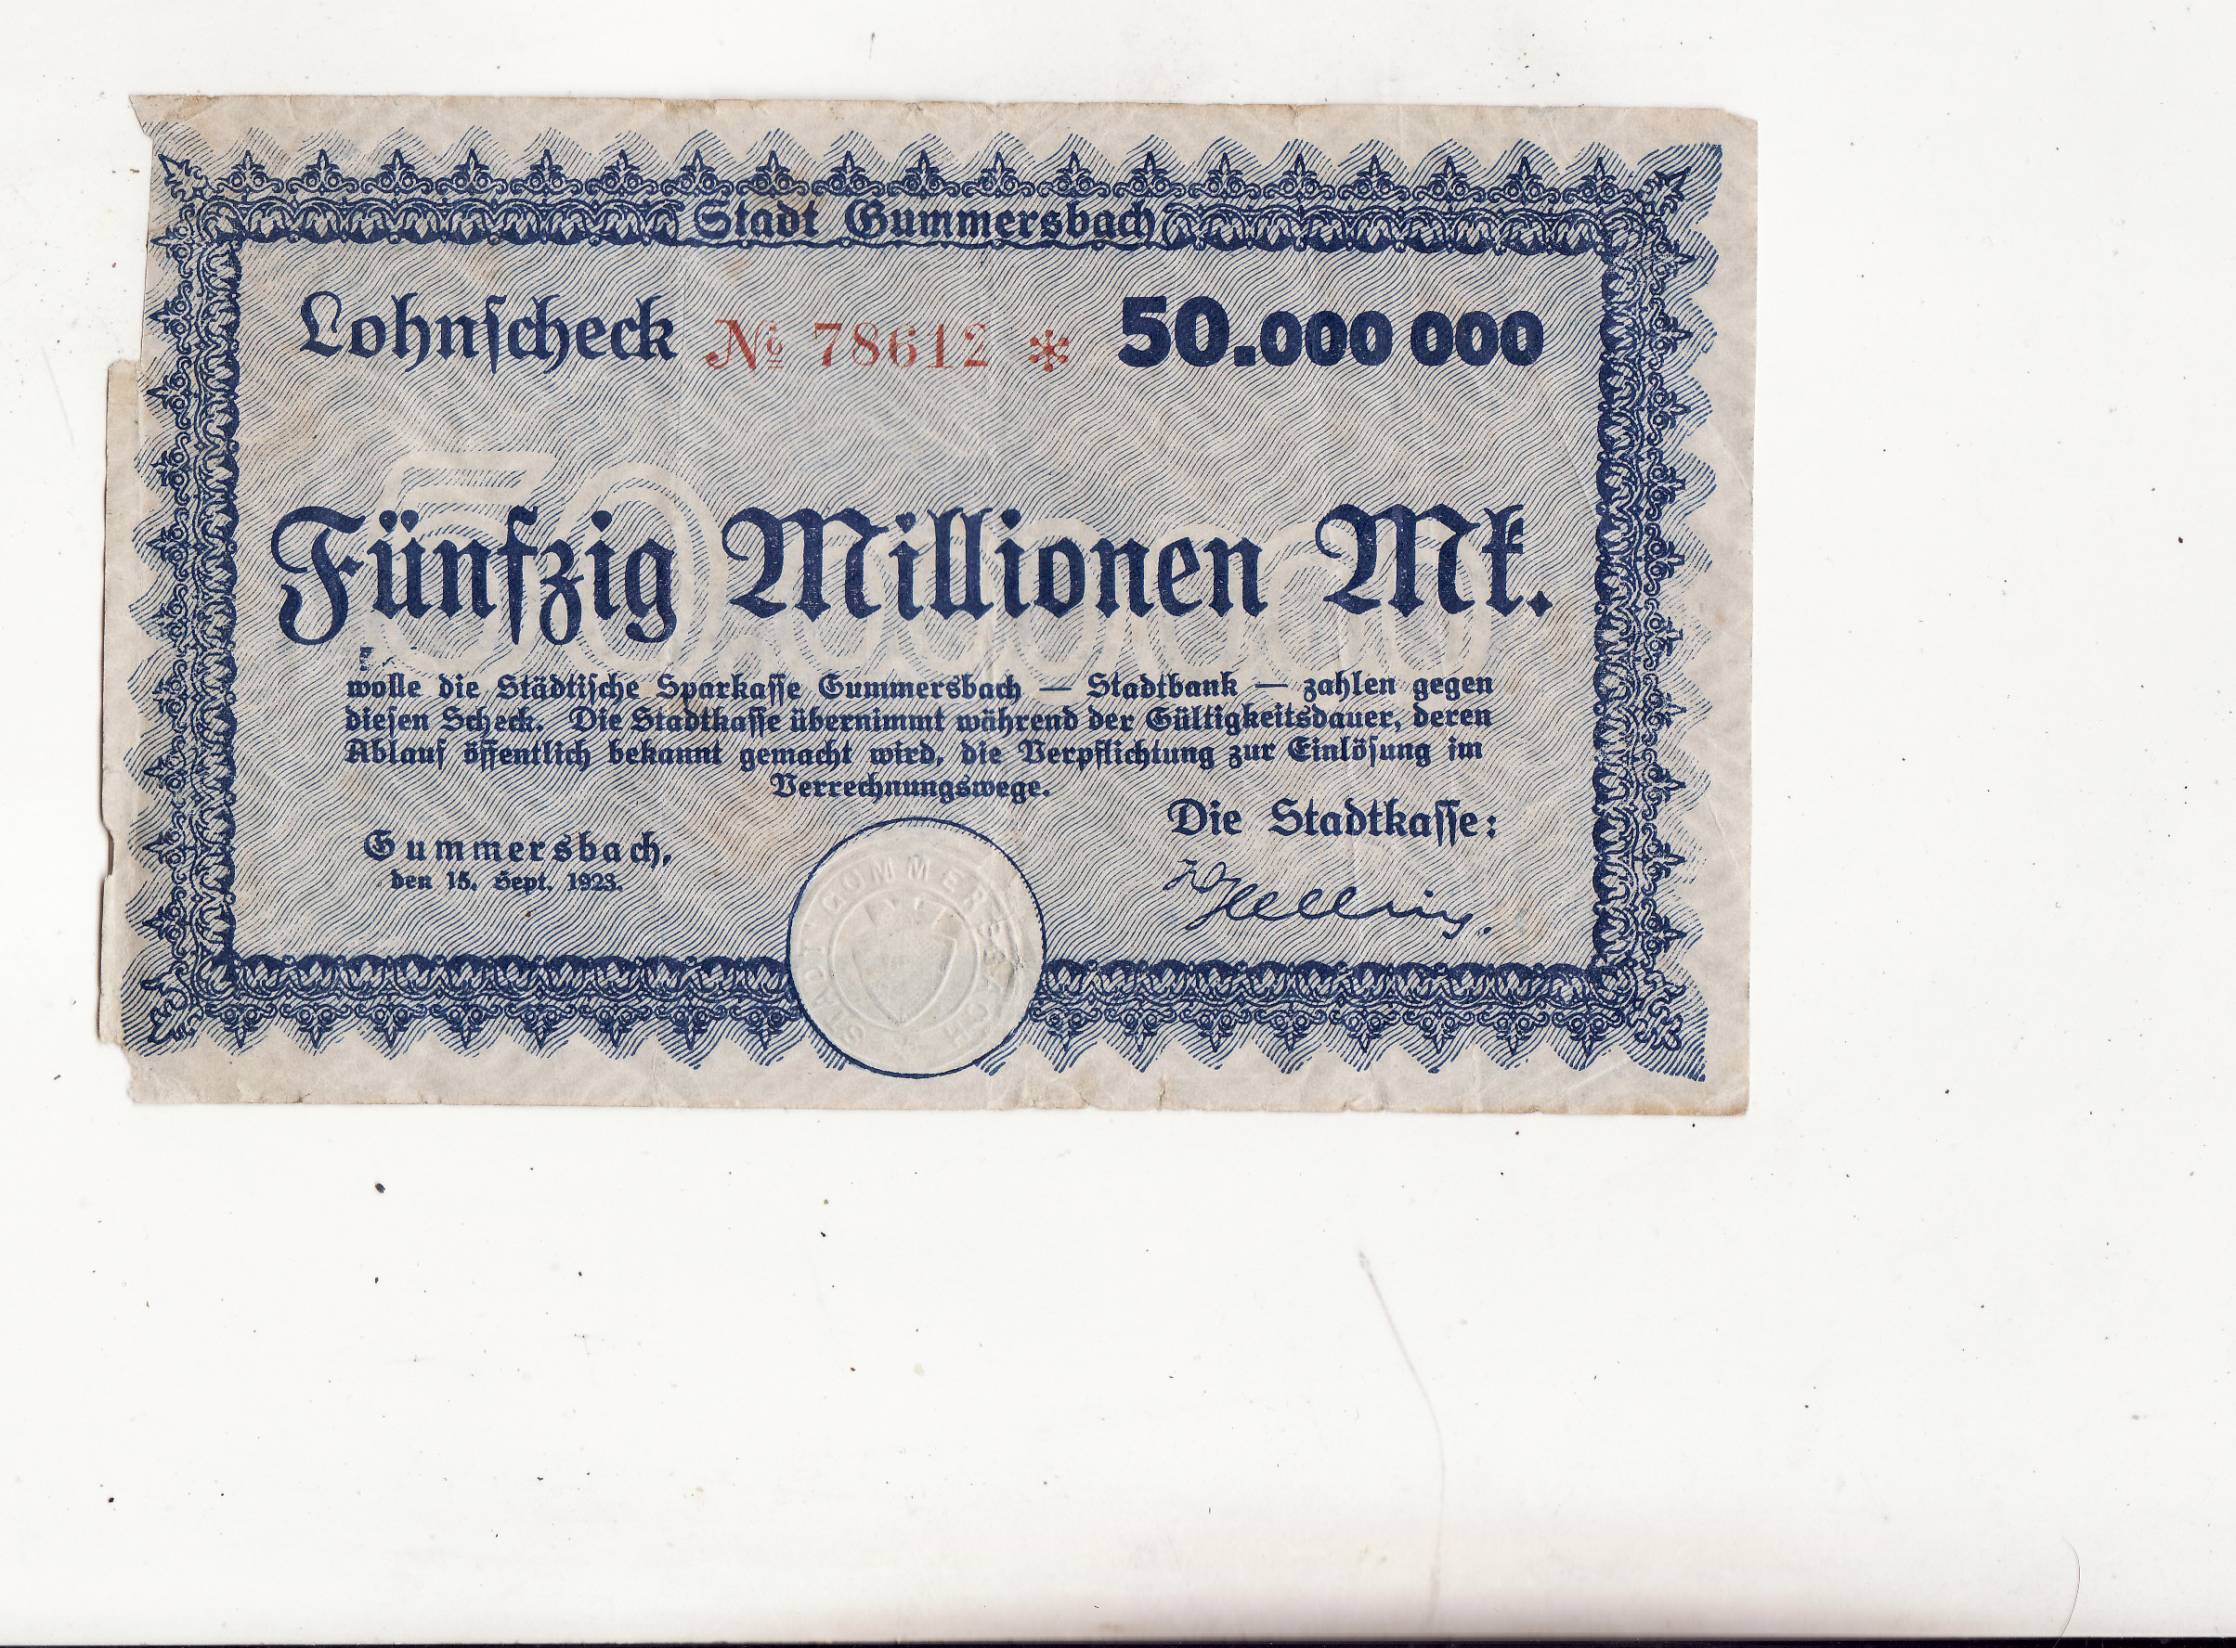 Stadt Gummersbach
Lohnscheck № 78612 * 50.000 000
Fünfzig Millionen Mk.
wolle die Städtische Sparkasse Gummersbach — Stadtbank — zahlen gegen
diesen Scheck. Die Stadtkasse übernimmt während der Gültigkeitsdauer, deren
Ablauf öffentlich bekannt gemacht wird, die Verpflichtung zur Einlösung im
Verrechnungswege.
Die Stadtkasse:
Gummersbach,
den 15. Sept. 1923.
STADT GUMMERSBACH